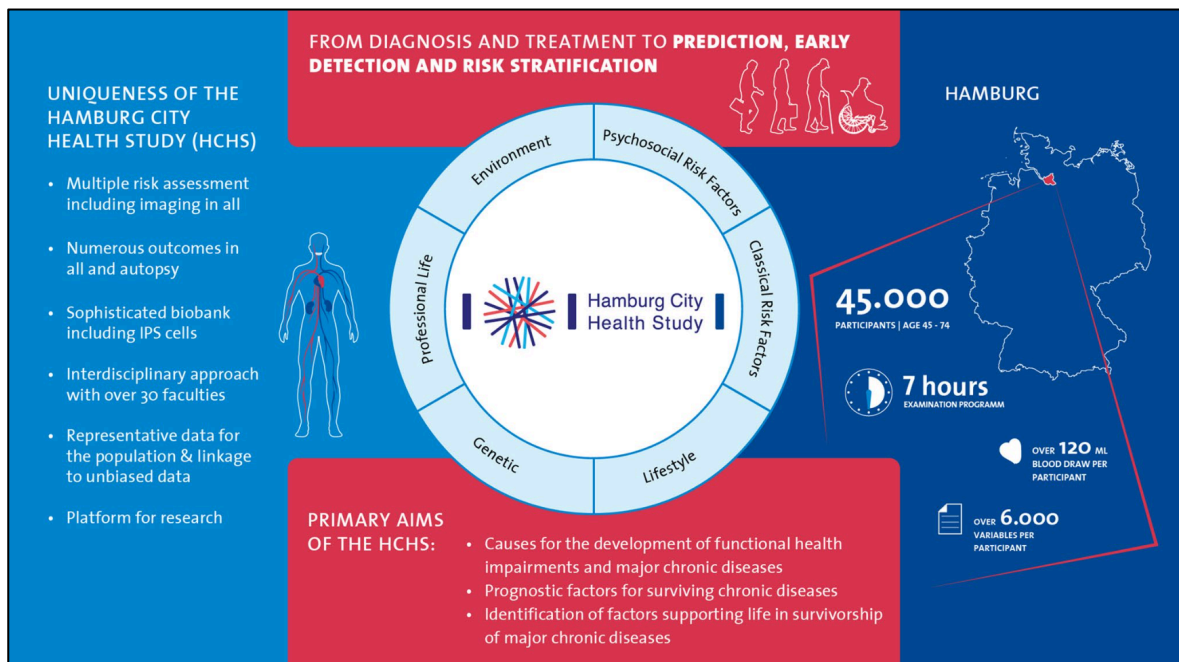 FROM DIAGNOSIS AND TREATMENT TO PREDICTION, EARLY
DETECTION AND RISK STRATIFICATION
UNIQUENESS OF THE
HAMBURG CITY
HEALTH STUDY (HCHS)
• Multiple risk assessment
including imaging in all
• Numerous outcomes in
all and autopsy
• Sophisticated biobank
including IPS cells
• Interdisciplinary approach
with over 30 faculties
• Representative data for
the population & linkage
to unbiased data
• Platform for research
Environment
Psychosocial Risk Factors
Classical Risk Factors
Lifestyle
Genetic
Professional Life
Hamburg City
Health Study
PRIMARY AIMS
OF THE HCHS:
• Causes for the development of functional health
impairments and major chronic diseases
• Prognostic factors for surviving chronic diseases
• Identification of factors supporting life in survivorship
of major chronic diseases
HAMBURG
45.000
PARTICIPANTS | AGE 45 - 74
7 hours
EXAMINATION PROGRAMM
OVER 120 ML
BLOOD DRAW PER
PARTICIPANT
OVER 6.000
VARIABLES PER
PARTICIPANT